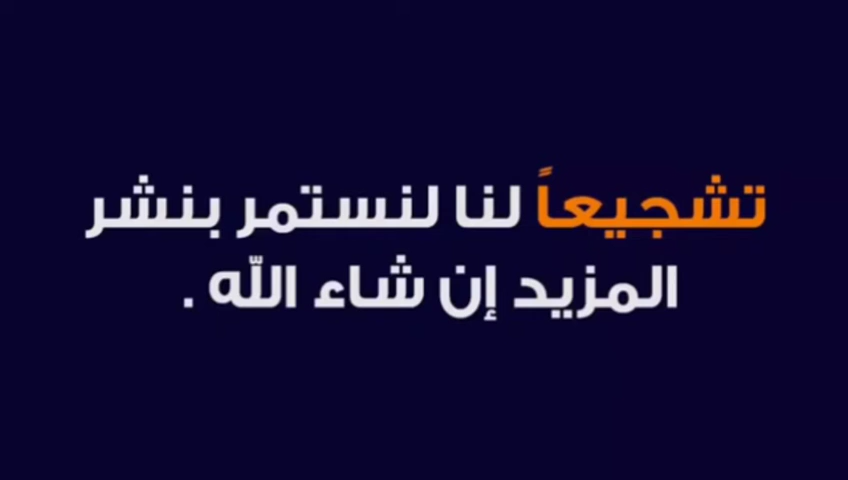 تشجيعاً لنا لنستمر بنشر
المزيد إن شاء الله .